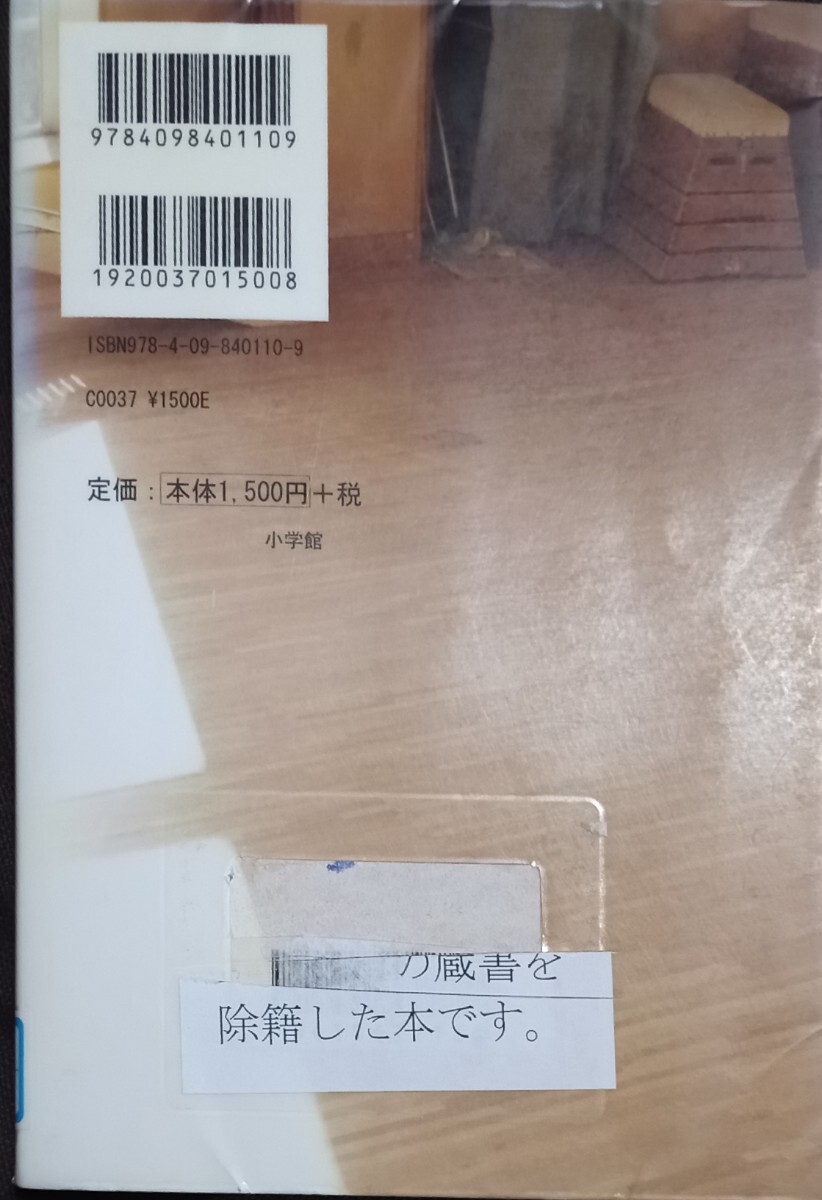 9784098401109
1920037015008
ISBN978-4-09-840110-9
C0037 ¥1500E
定価：本体1,500円＋税
小学館
の蔵書を
除籍した本です。